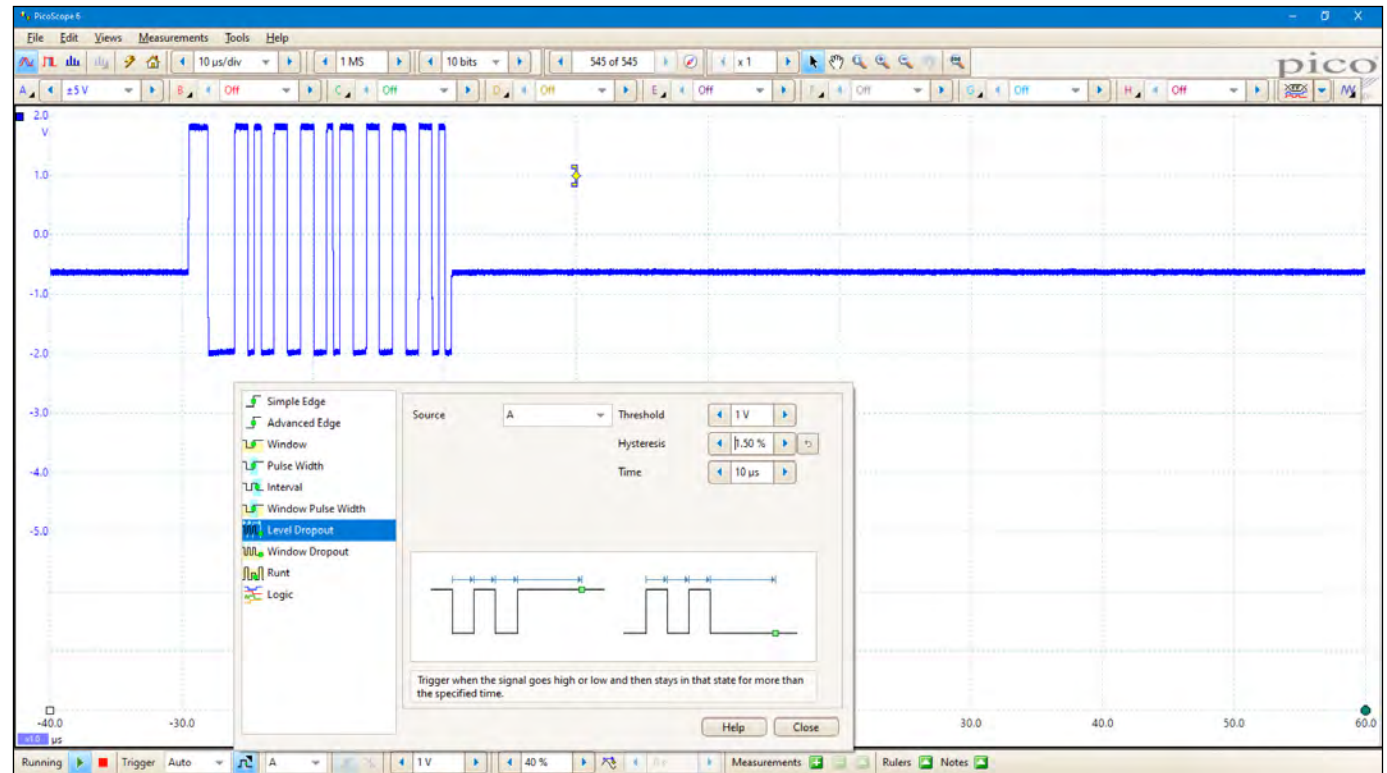 PicoScope 6
File Edit Views Measurements Tools Help
10 µs/div 1 MS 10 bits 545 of 545 x 1
pico
A ±5 V B Off C Off D Off E Off F Off G Off H Off
2.0
V
1.0
0.0
-1.0
-2.0
-3.0
-4.0
-5.0
Simple Edge
Advanced Edge
Window
Pulse Width
Interval
Window Pulse Width
Level Dropout
Window Dropout
Runt
Logic
Source A Threshold 1 V
Hysteresis 1.50 %
Time 10 µs
Trigger when the signal goes high or low and then stays in that state for more than
the specified time.
Help Close
-40.0 -30.0 30.0 40.0 50.0 60.0
x1.0 µs
Running Trigger Auto A 1 V 40 % Measurements Rulers Notes